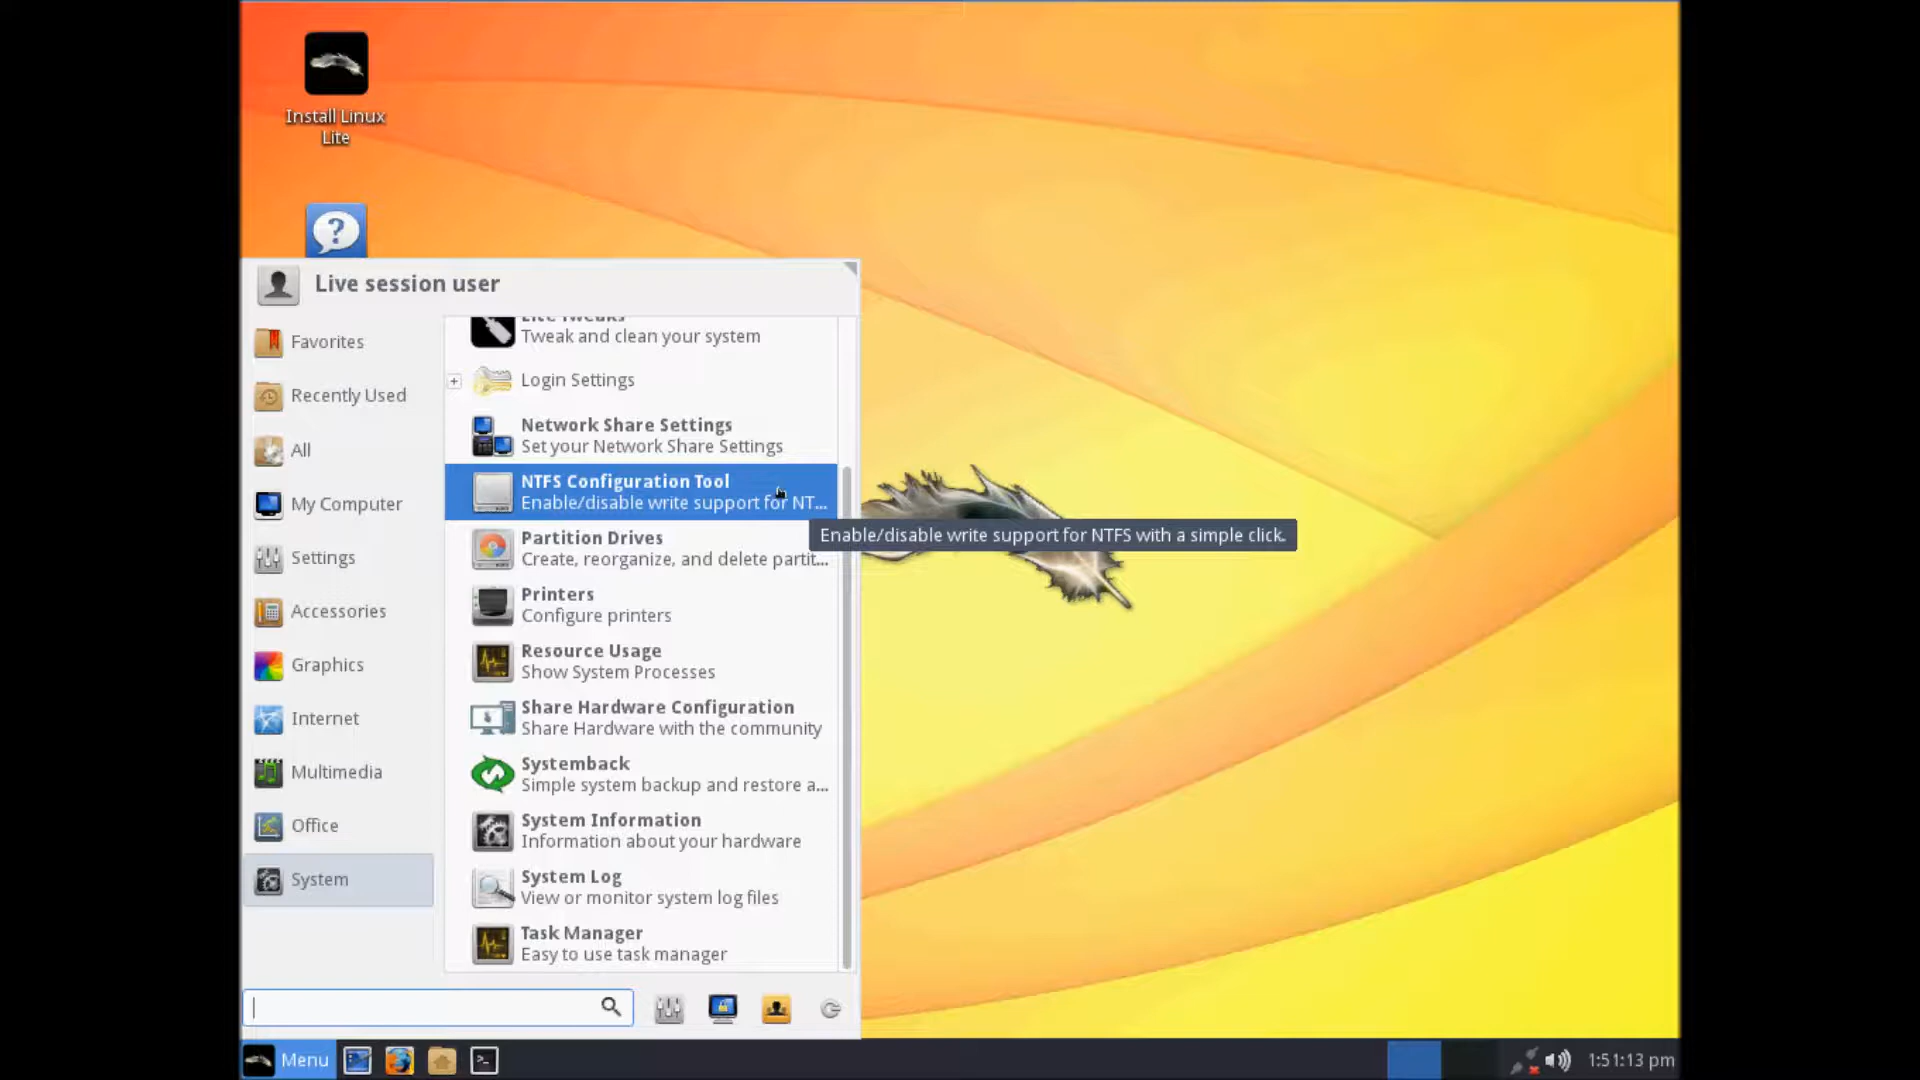 Install Linux
Lite
Live session user
Favorites
Recently Used
All
My Computer
Settings
Accessories
Graphics
Internet
Multimedia
Office
System
Lite Tweaks
Tweak and clean your system
Login Settings
Network Share Settings
Set your Network Share Settings
NTFS Configuration Tool
Enable/disable write support for NT...
Enable/disable write support for NTFS with a simple click.
Partition Drives
Create, reorganize, and delete partit...
Printers
Configure printers
Resource Usage
Show System Processes
Share Hardware Configuration
Share Hardware with the community
Systemback
Simple system backup and restore a...
System Information
Information about your hardware
System Log
View or monitor system log files
Task Manager
Easy to use task manager
Menu
1:51:13 pm